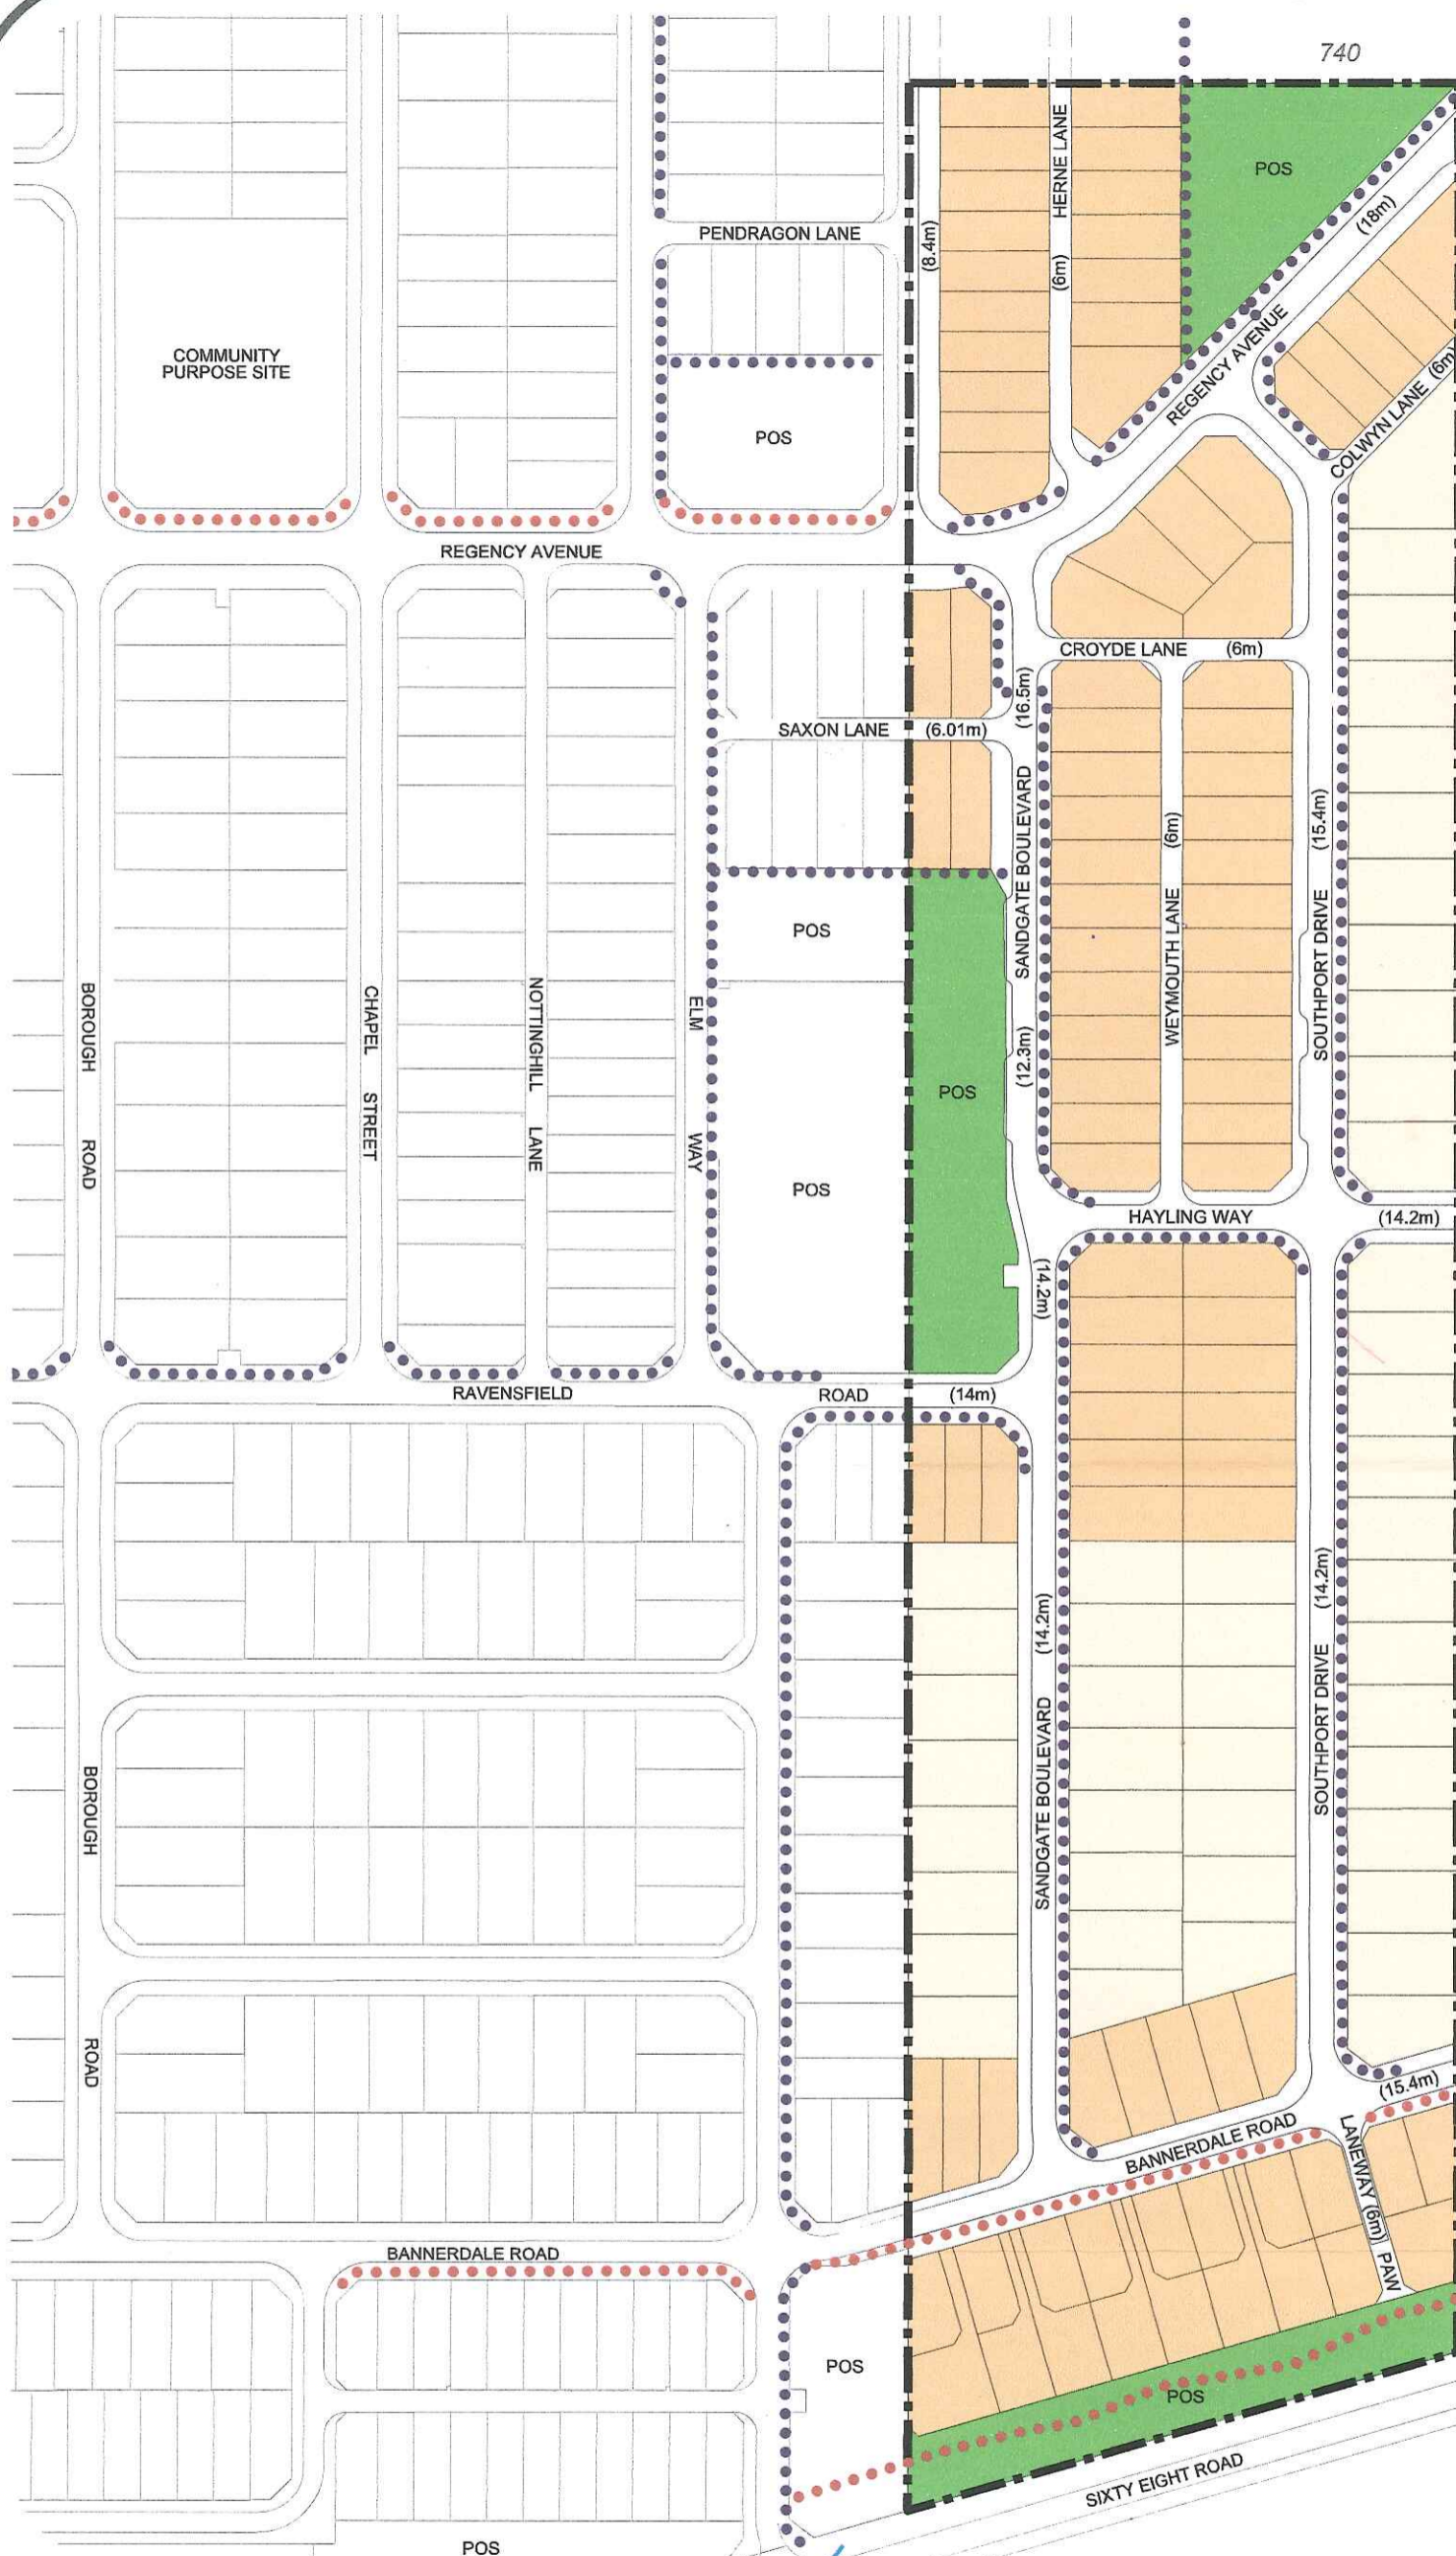 740
POS
HERNE LANE
(6m)
(8.4m)
(18m)
PENDRAGON LANE
COMMUNITY
PURPOSE SITE
POS
REGENCY AVENUE
COLWYN LANE (6m)
REGENCY AVENUE
CROYDE LANE (6m)
(16.5m)
SAXON LANE (6.01m)
SANDGATE BOULEVARD
(12.3m)
WEYMOUTH LANE (6m)
SOUTHPORT DRIVE (15.4m)
POS
BOROUGH ROAD
CHAPEL STREET
NOTTINGHILL LANE
ELM WAY
POS
POS
HAYLING WAY
(14.2m)
(14.2m)
RAVENSFIELD ROAD (14m)
SANDGATE BOULEVARD (14.2m)
SOUTHPORT DRIVE (14.2m)
BOROUGH ROAD
(15.4m)
BANNERDALE ROAD
LANEWAY (6m)
PAW
BANNERDALE ROAD
POS
POS
SIXTY EIGHT ROAD
POS